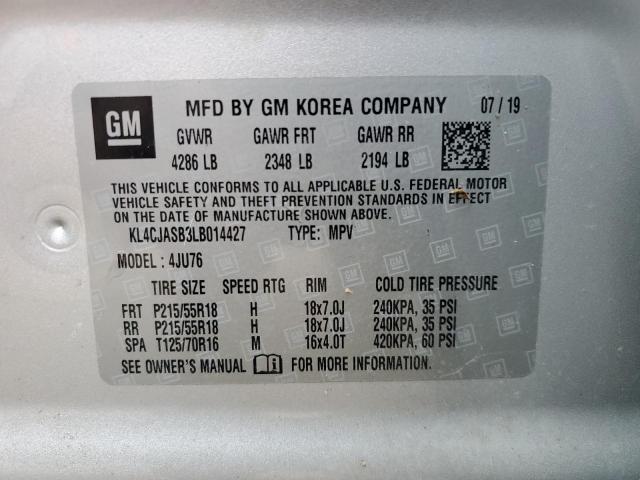 GM MFD BY GM KOREA COMPANY 07/19
GVWR GAWR FRT GAWR RR
4286 LB 2348 LB 2194 LB
THIS VEHICLE CONFORMS TO ALL APPLICABLE U.S. FEDERAL MOTOR
VEHICLE SAFETY AND THEFT PREVENTION STANDARDS IN EFFECT
ON THE DATE OF MANUFACTURE SHOWN ABOVE.
KL4CJASB3LB014427 TYPE: MPV
MODEL : 4JU76
TIRE SIZE SPEED RTG RIM COLD TIRE PRESSURE
FRT P215/55R18 H 18x7.0J 240KPA, 35 PSI
RR P215/55R18 H 18x7.0J 240KPA, 35 PSI
SPA T125/70R16 M 16x4.0T 420KPA, 60 PSI
SEE OWNER'S MANUAL FOR MORE INFORMATION.